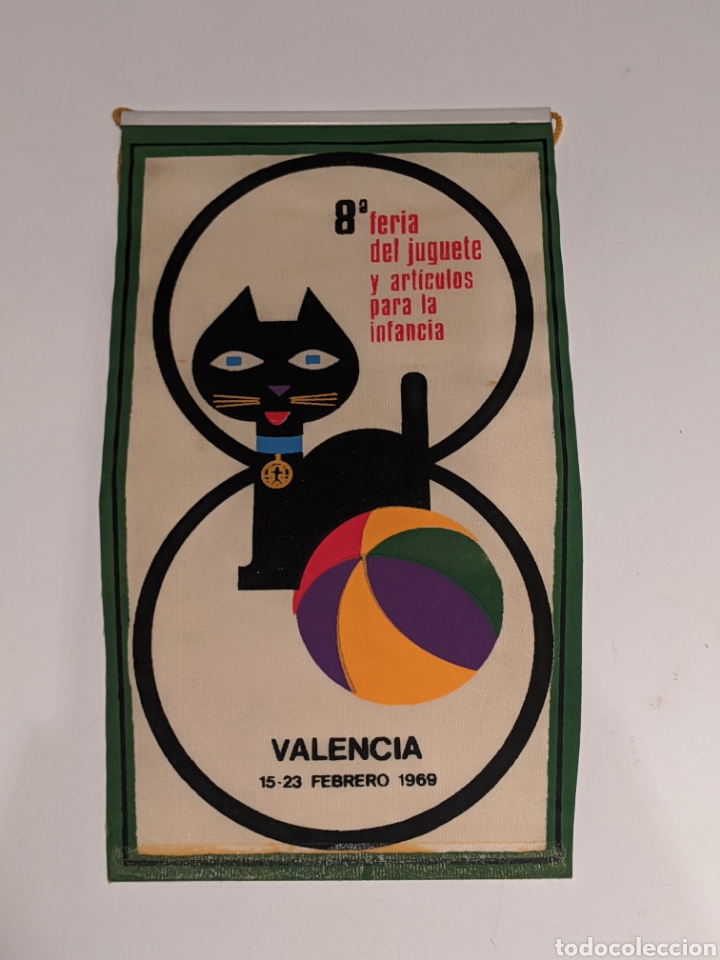 8ª feria
del juguete
y artículos
para la
infancia
VALENCIA
15-23 FEBRERO 1969
todocoleccion